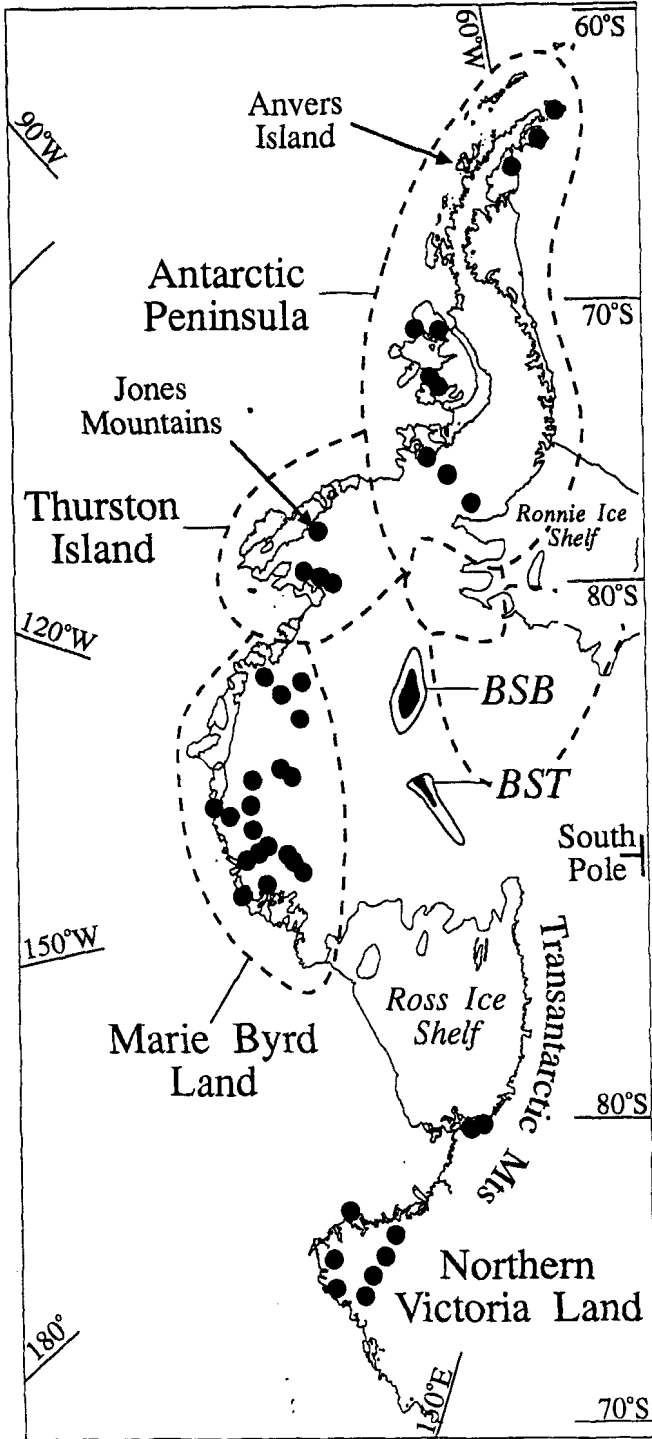 60°S
60°W
Anvers
Island
90°W
Antarctic
Peninsula
70°S
Jones
Mountains
Thurston
Island
Ronnie Ice
Shelf
80°S
120°W
BSB
BST
South
Pole
150°W
Ross Ice
Shelf
Transantarctic Mts
Marie Byrd
Land
80°S
Northern
Victoria Land
180°
150°E
70°S